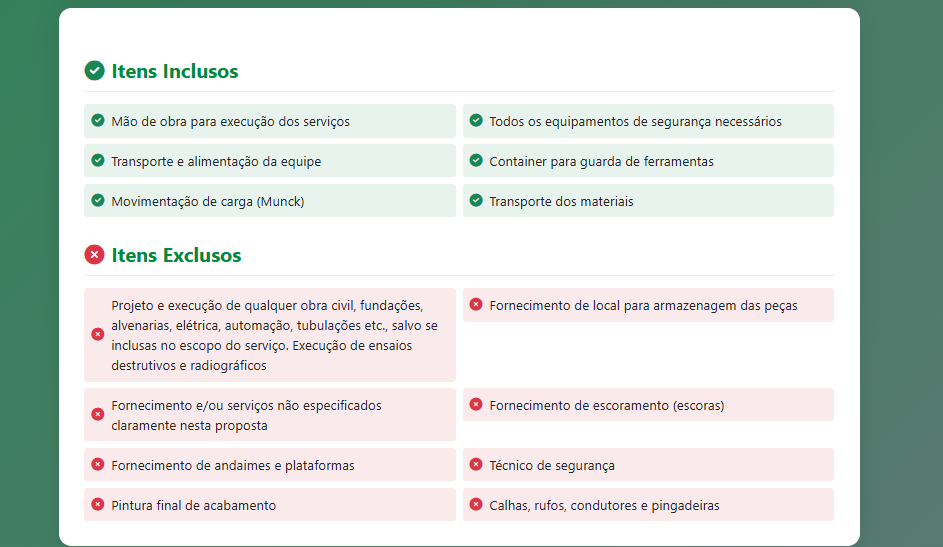 Itens Inclusos
Mão de obra para execução dos serviços
Todos os equipamentos de segurança necessários
Transporte e alimentação da equipe
Container para guarda de ferramentas
Movimentação de carga (Munck)
Transporte dos materiais
Itens Exclusos
Projeto e execução de qualquer obra civil, fundações,
alvenarias, elétrica, automação, tubulações etc., salvo se
inclusas no escopo do serviço. Execução de ensaios
destrutivos e radiográficos
Fornecimento de local para armazenagem das peças
Fornecimento e/ou serviços não especificados
claramente nesta proposta
Fornecimento de escoramento (escoras)
Fornecimento de andaimes e plataformas
Técnico de segurança
Pintura final de acabamento
Calhas, rufos, condutores e pingadeiras